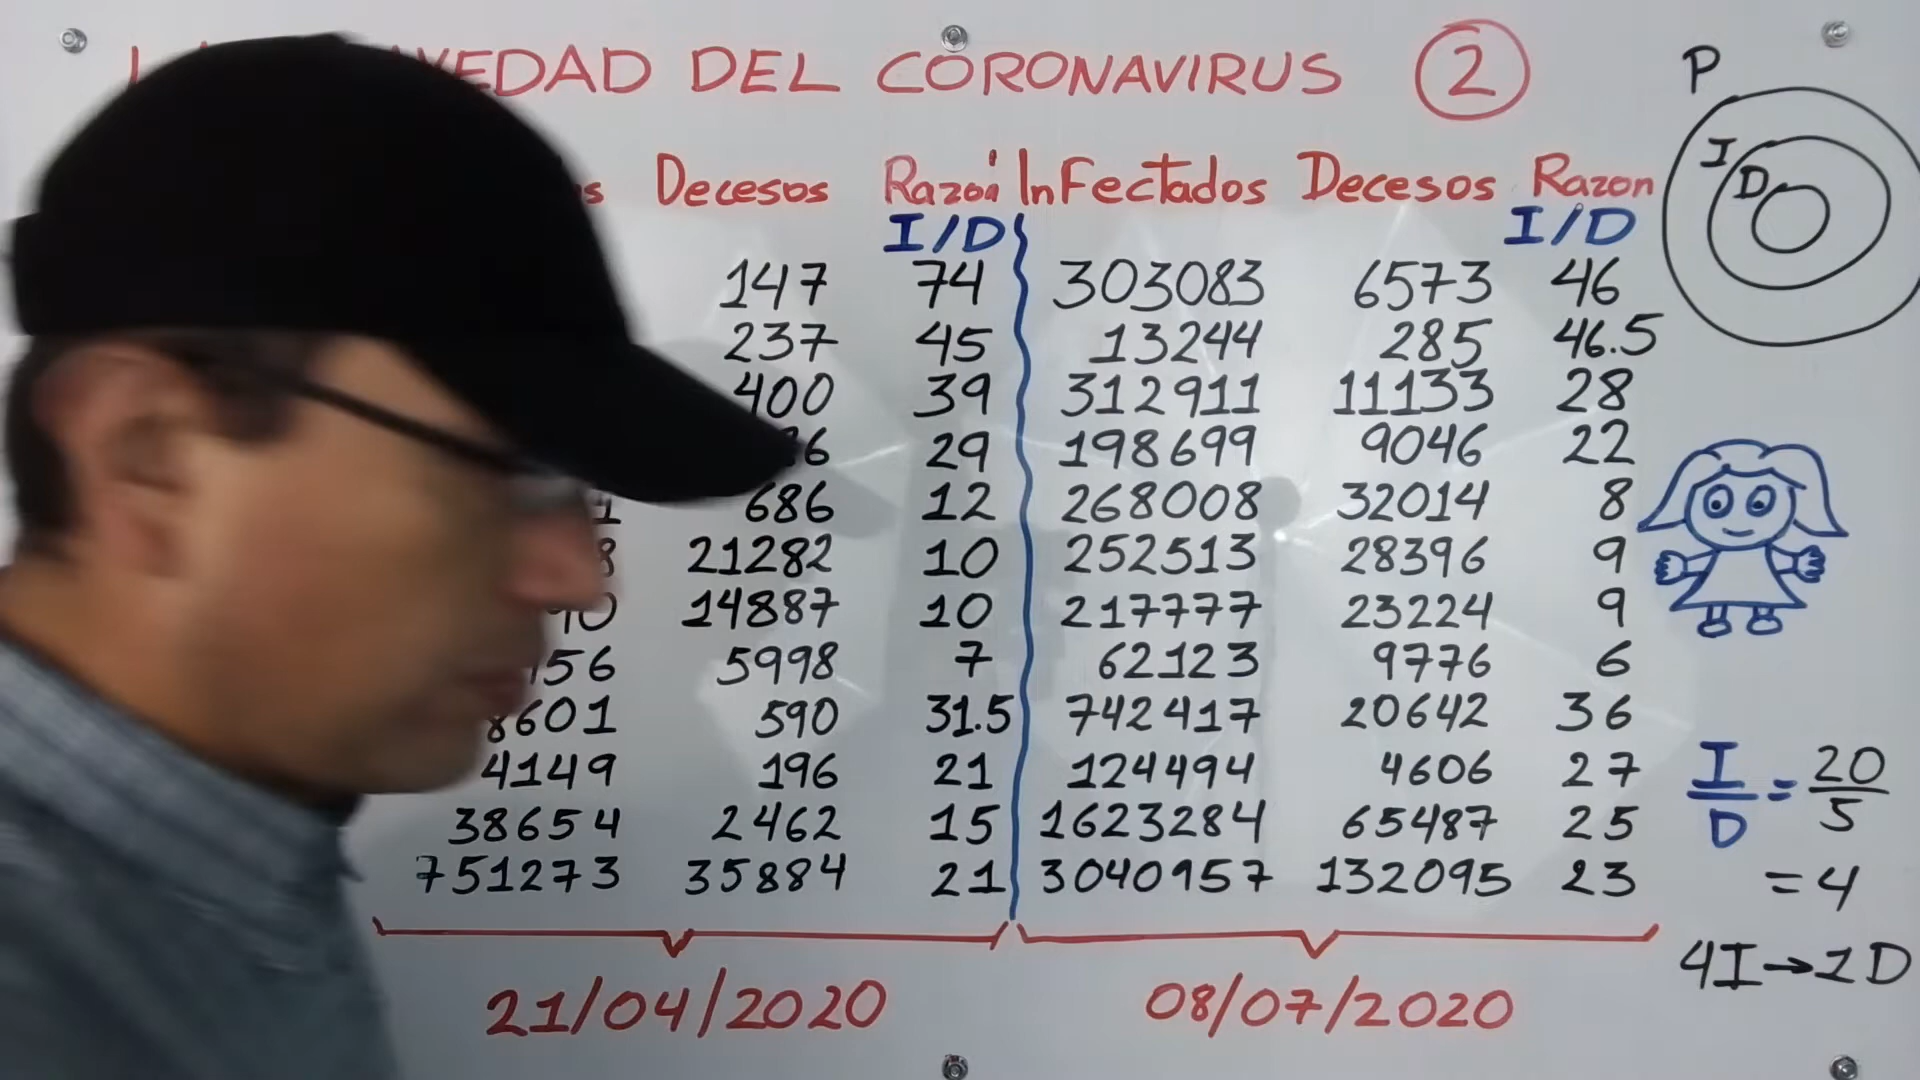 DEL CORONAVIRUS 2
P
I
D
Decesos Razón Infectados Decesos Razon
I/D I/D
147 74 303083 6573 46
237 45 13244 285 46.5
400 39 312911 11133 28
29 198699 9046 22
686 12 268008 32014 8
21282 10 252513 28396 9
14887 10 217777 23224 9
5998 7 62123 9776 6
590 31.5 742417 20642 36
4149 196 21 124494 4606 27
38654 2462 15 1623284 65487 25
751273 35884 21 3040957 132095 23
I/D = 20/5
= 4
4I→1D
21/04/2020 08/07/2020